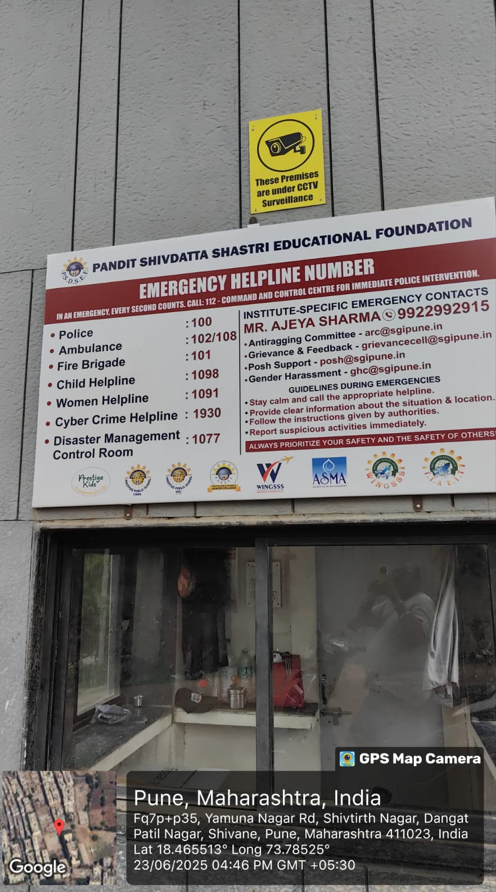 These Premises
are under CCTV
Surveillance
P.S.D.S.E.F.
PANDIT SHIVDATTA SHASTRI EDUCATIONAL FOUNDATION
EMERGENCY HELPLINE NUMBER
IN AN EMERGENCY, EVERY SECOND COUNTS. CALL: 112 - COMMAND AND CONTROL CENTRE FOR IMMEDIATE POLICE INTERVENTION.
• Police : 100
• Ambulance : 102/108
• Fire Brigade : 101
• Child Helpline : 1098
• Women Helpline : 1091
• Cyber Crime Helpline : 1930
• Disaster Management : 1077
Control Room
INSTITUTE-SPECIFIC EMERGENCY CONTACTS
MR. AJEYA SHARMA 9922992915
•Antiragging Committee - arc@sgipune.in
•Grievance & Feedback - grievancecell@sgipune.in
•Posh Support - posh@sgipune.in
•Gender Harassment - ghc@sgipune.in
GUIDELINES DURING EMERGENCIES
•Stay calm and call the appropriate helpline.
•Provide clear information about the situation & location.
•Follow the instructions given by authorities.
•Report suspicious activities immediately.
ALWAYS PRIORITIZE YOUR SAFETY AND THE SAFETY OF OTHERS
Prestige
Kids
WINGSSS
ASMA
WINGSSS
GPS Map Camera
Pune, Maharashtra, India
Fq7p+p35, Yamuna Nagar Rd, Shivtirth Nagar, Dangat
Patil Nagar, Shivane, Pune, Maharashtra 411023, India
Lat 18.465513° Long 73.78525°
23/06/2025 04:46 PM GMT +05:30
Google